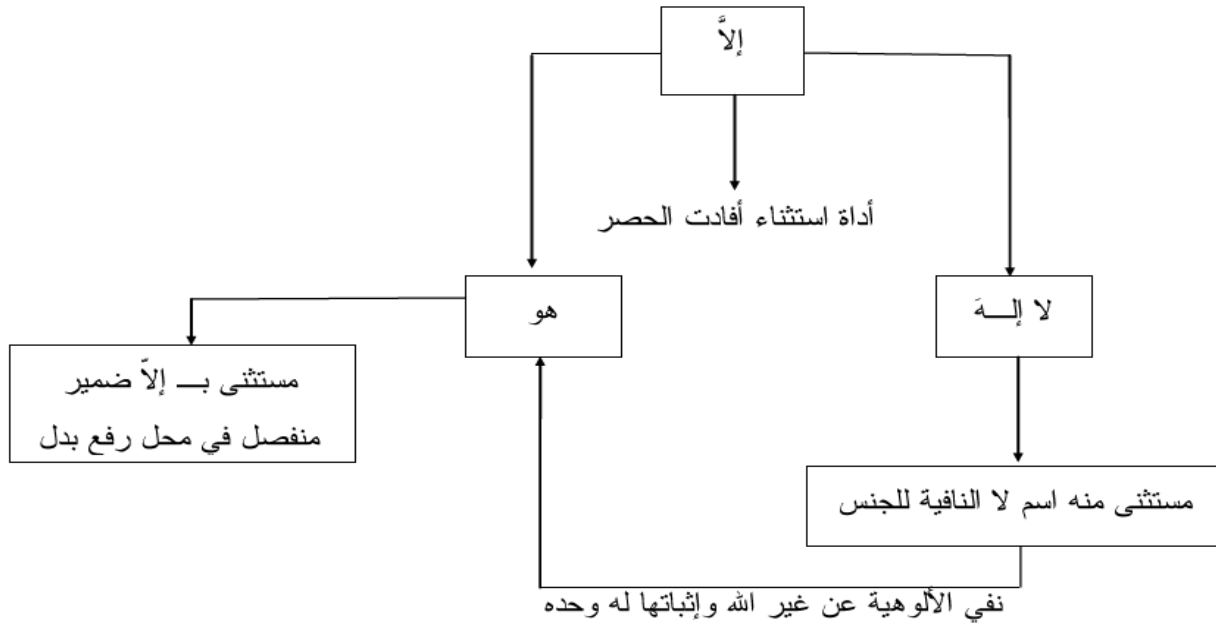 إلاَّ
أداة استثناء أفادت الحصر
لا إلـــهَ
هو
مستثنى بـــ إلاّ ضمير
منفصل في محل رفع بدل
مستثنى منه اسم لا النافية للجنس
نفي الألوهية عن غير الله وإثباتها له وحده